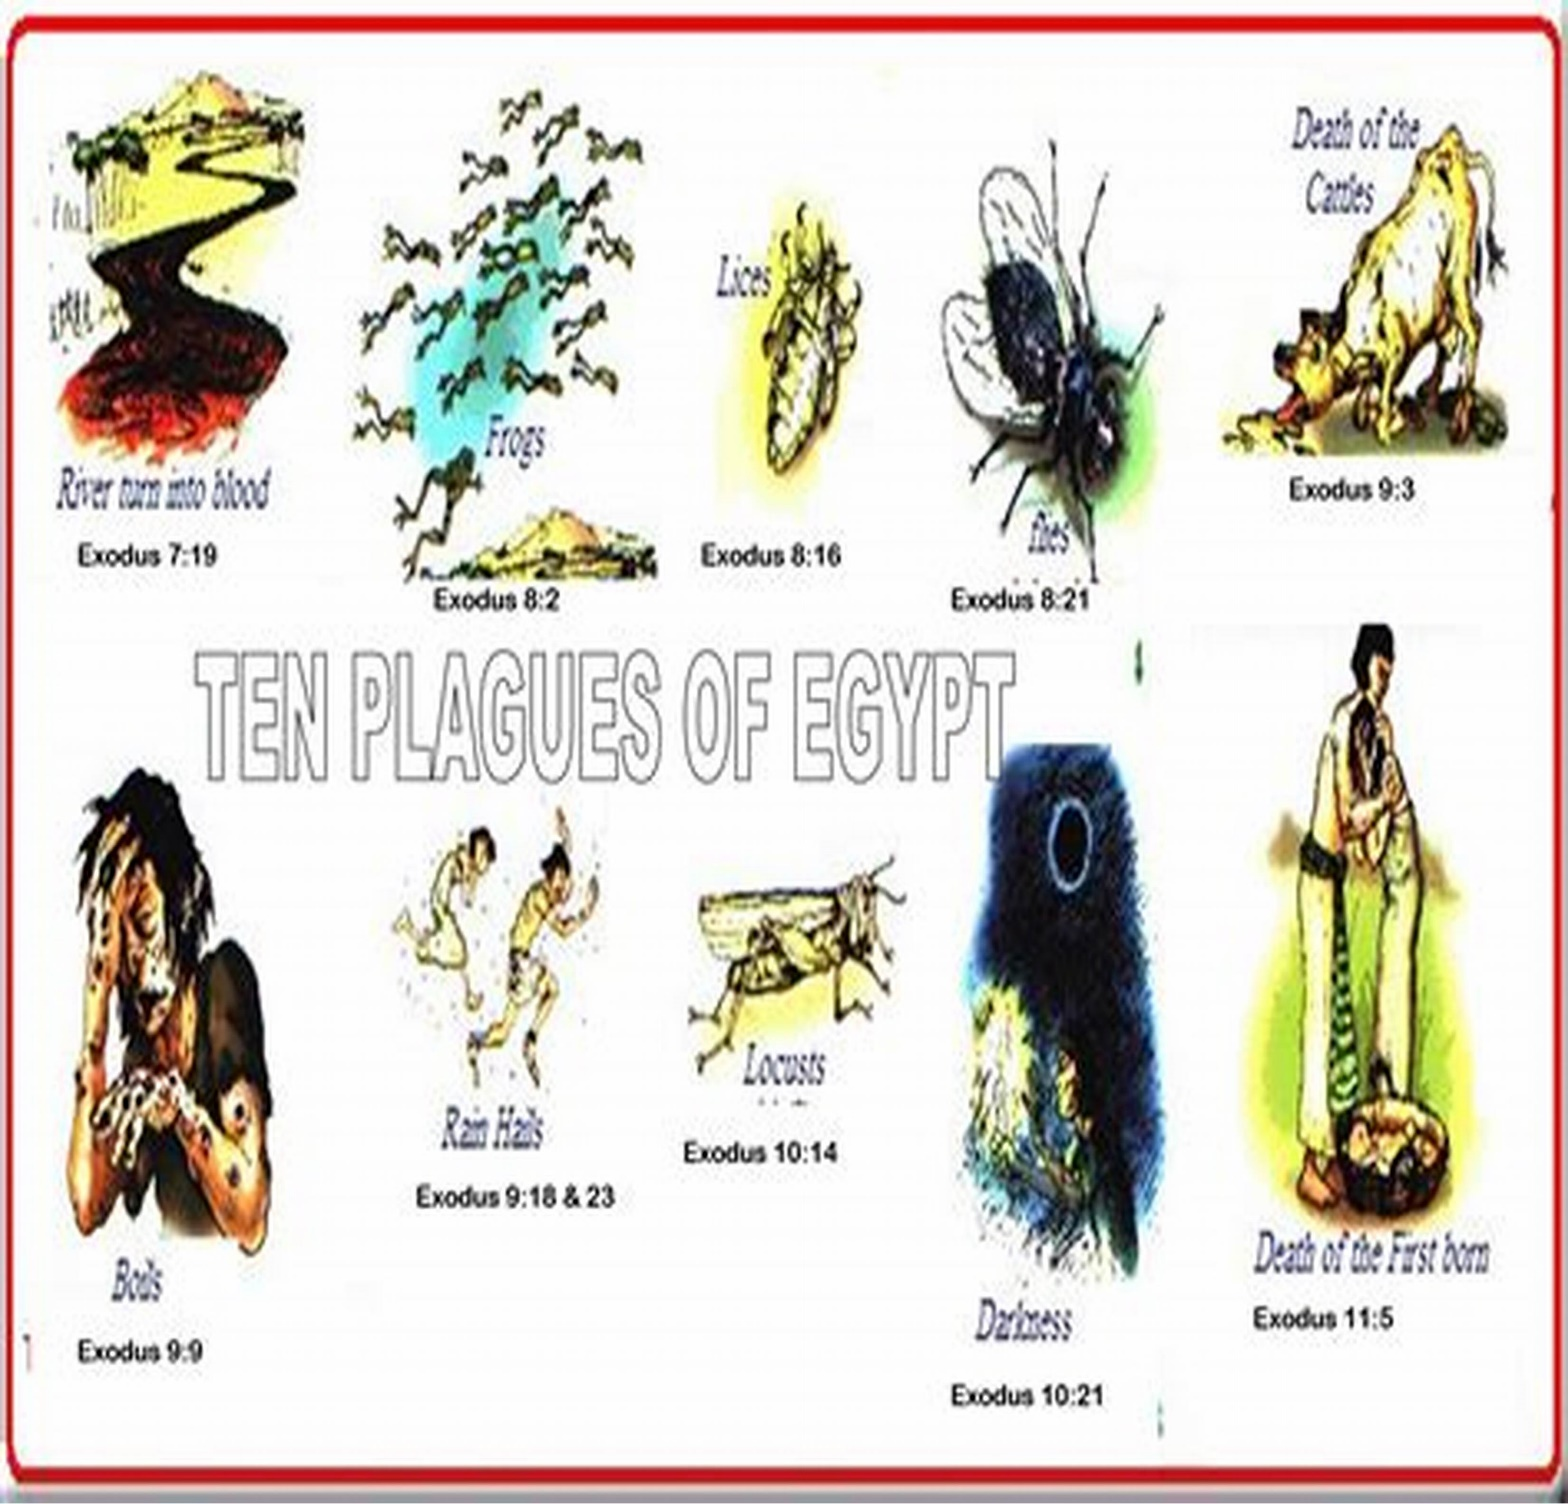 River turn into blood
Exodus 7:19
Frogs
Exodus 8:2
Lices
Exodus 8:16
flies
Exodus 8:21
Death of the
Cattles
Exodus 9:3
TEN PLAGUES OF EGYPT
Boils
Exodus 9:9
Rain Hails
Exodus 9:18 & 23
Locusts
Exodus 10:14
Darkness
Exodus 10:21
Death of the First born
Exodus 11:5